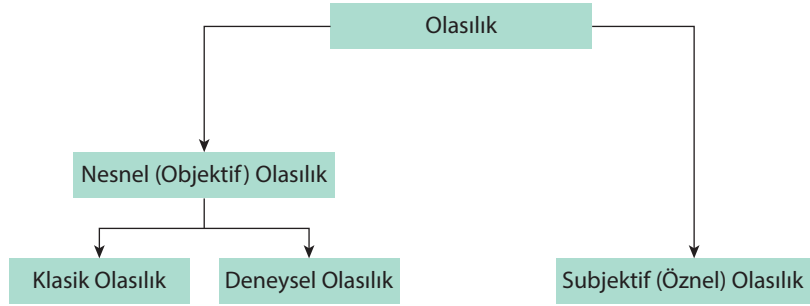 Olasılık
Nesnel (Objektif) Olasılık
Klasik Olasılık
Deneysel Olasılık
Subjektif (Öznel) Olasılık